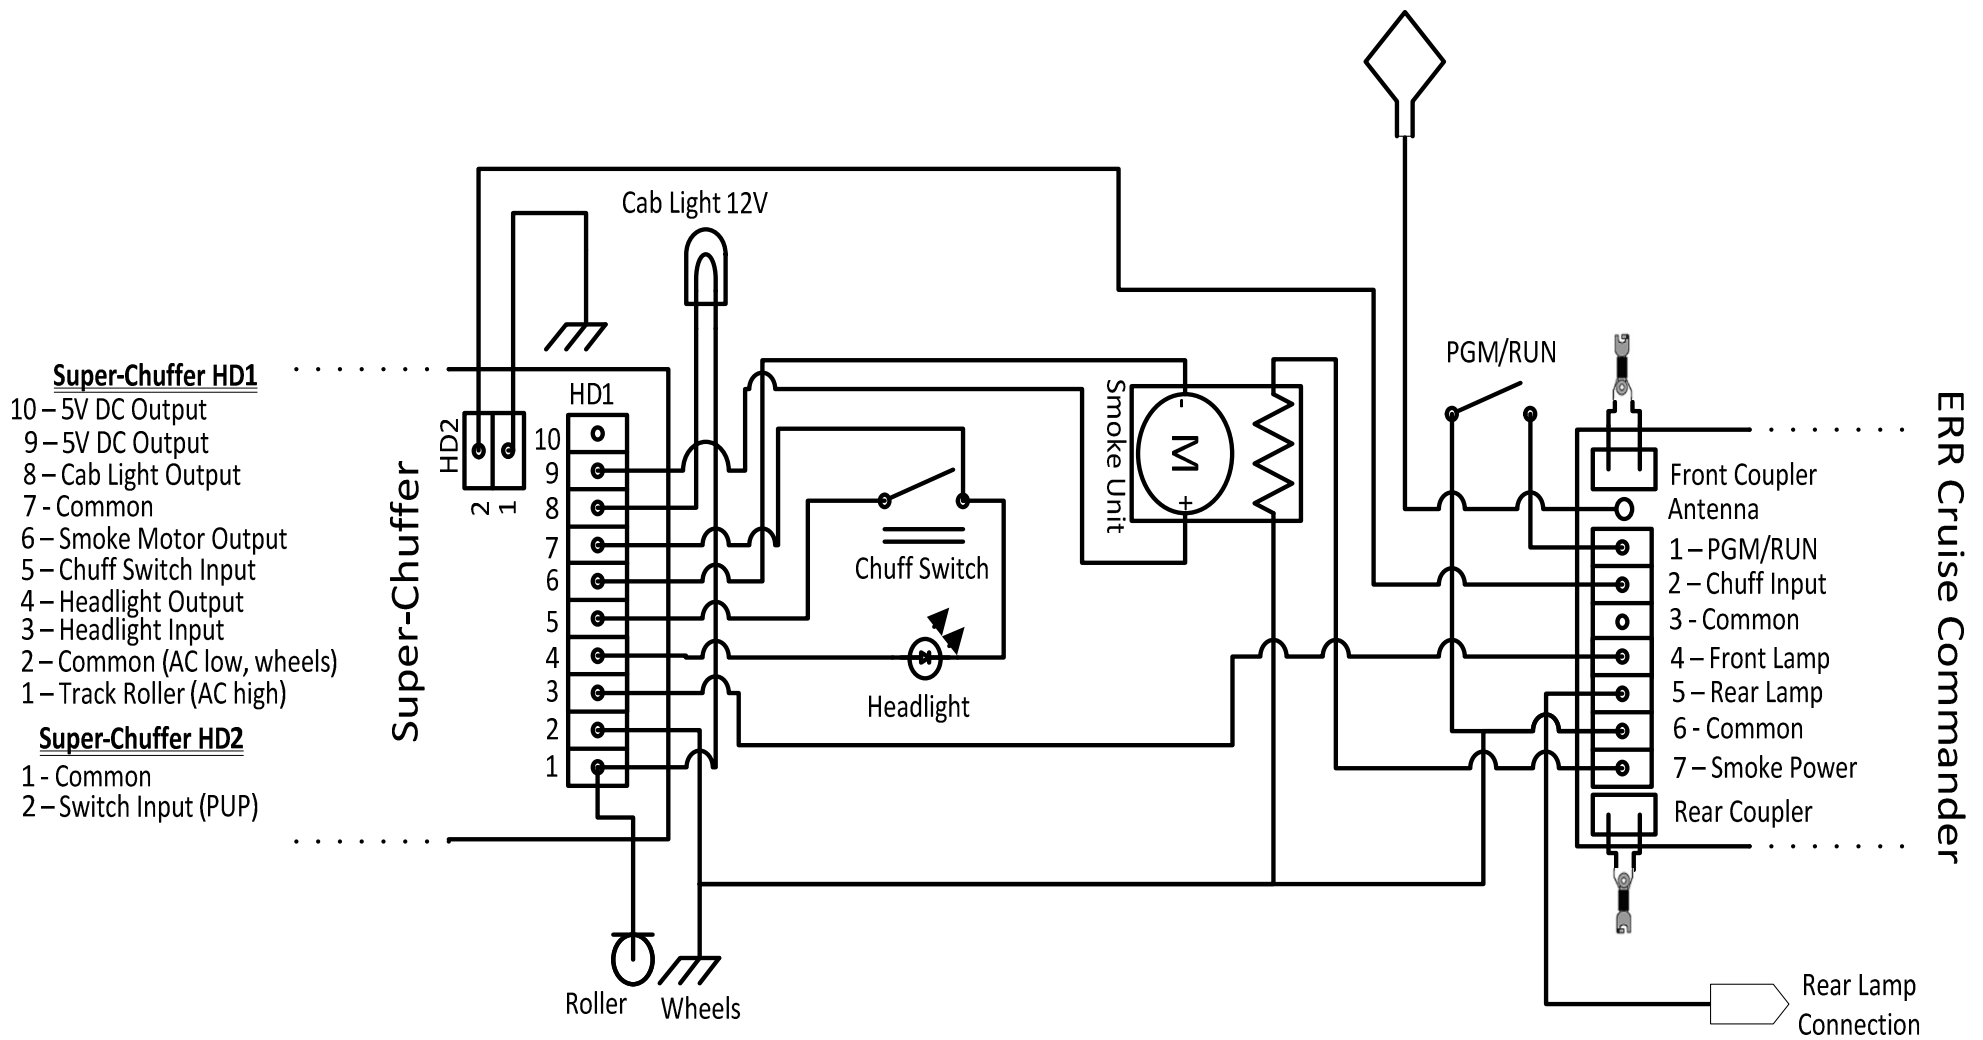 Super-Chuffer HD1
10 – 5V DC Output
9 – 5V DC Output
8 – Cab Light Output
7 - Common
6 – Smoke Motor Output
5 – Chuff Switch Input
4 – Headlight Output
3 – Headlight Input
2 – Common (AC low, wheels)
1 – Track Roller (AC high)
Super-Chuffer HD2
1 - Common
2 – Switch Input (PUP)
Super-Chuffer
HD2
2
1
HD1
10
9
8
7
6
5
4
3
2
1
Cab Light 12V
Chuff Switch
Headlight
Roller
Wheels
Smoke Unit
-
M
+
PGM/RUN
Front Coupler
Antenna
1 – PGM/RUN
2 – Chuff Input
3 - Common
4 – Front Lamp
5 – Rear Lamp
6 - Common
7 – Smoke Power
Rear Coupler
ERR Cruise Commander
Rear Lamp
Connection